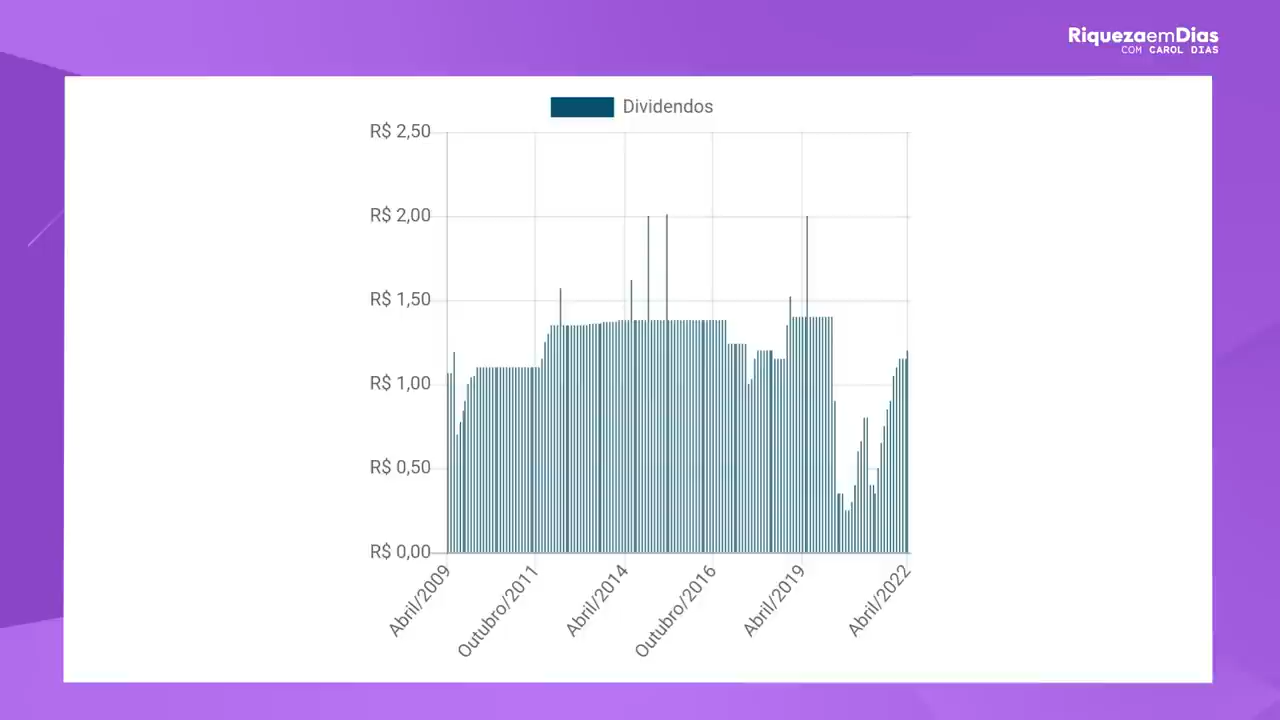 RiquezaemDias
COM CAROL DIAS
Dividendos
R$ 2,50
R$ 2,00
R$ 1,50
R$ 1,00
R$ 0,50
R$ 0,00
Abril/2009
Outubro/2011
Abril/2014
Outubro/2016
Abril/2019
Abril/2022